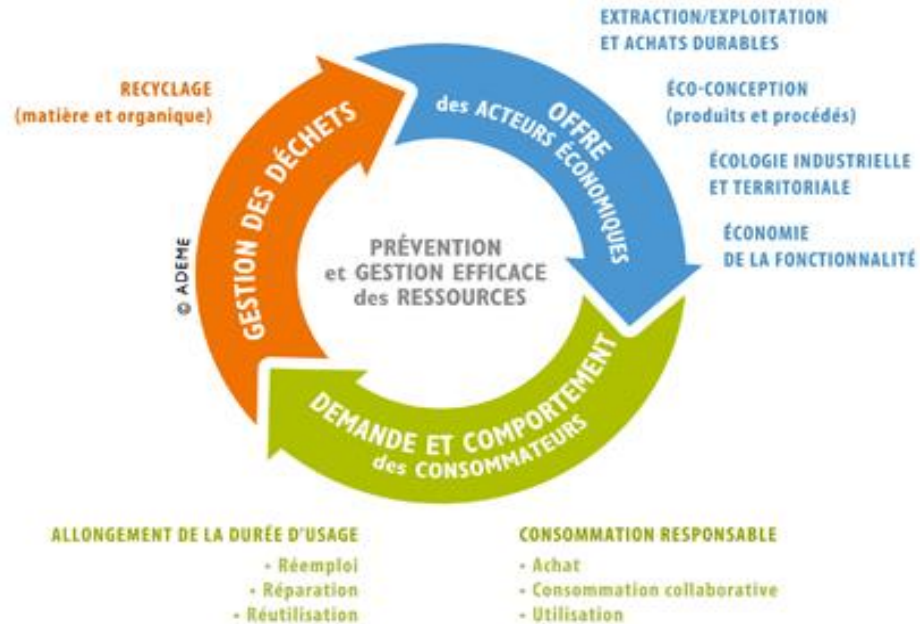 EXTRACTION/EXPLOITATION
ET ACHATS DURABLES
RECYCLAGE
(matière et organique)
ÉCO-CONCEPTION
(produits et procédés)
ÉCOLOGIE INDUSTRIELLE
ET TERRITORIALE
ÉCONOMIE
DE LA FONCTIONNALITÉ
OFFRE
des ACTEURS ÉCONOMIQUES
GESTION DES DÉCHETS
PRÉVENTION
et GESTION EFFICACE
des RESSOURCES
© ADEME
DEMANDE ET COMPORTEMENT
des CONSOMMATEURS
ALLONGEMENT DE LA DURÉE D'USAGE
- Réemploi
- Réparation
- Réutilisation
CONSOMMATION RESPONSABLE
- Achat
- Consommation collaborative
- Utilisation